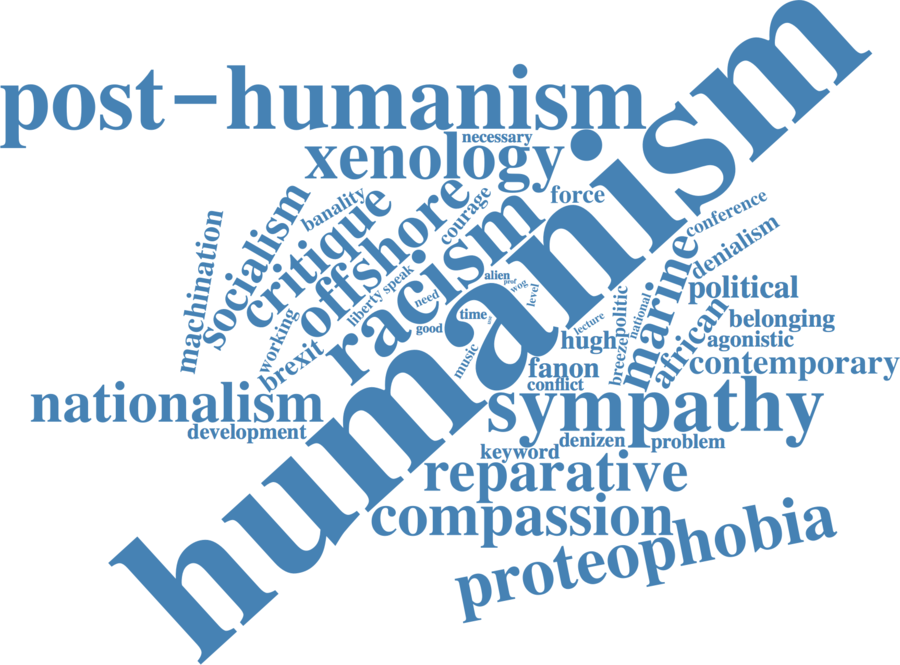 post-humanism
necessary
xenology
humanism
force
banality
courage
critique
offshore
socialism
machination
racism
conference
denialism
marine
political
african
belonging
agonistic
contemporary
politic
national
breeze
hugh
lecture
fanon
conflict
alien
prof
wog
level
need
time
good
music
speak
liberty
working
brexit
nationalism
development
sympathy
denizen
problem
keyword
reparative
compassion
proteophobia